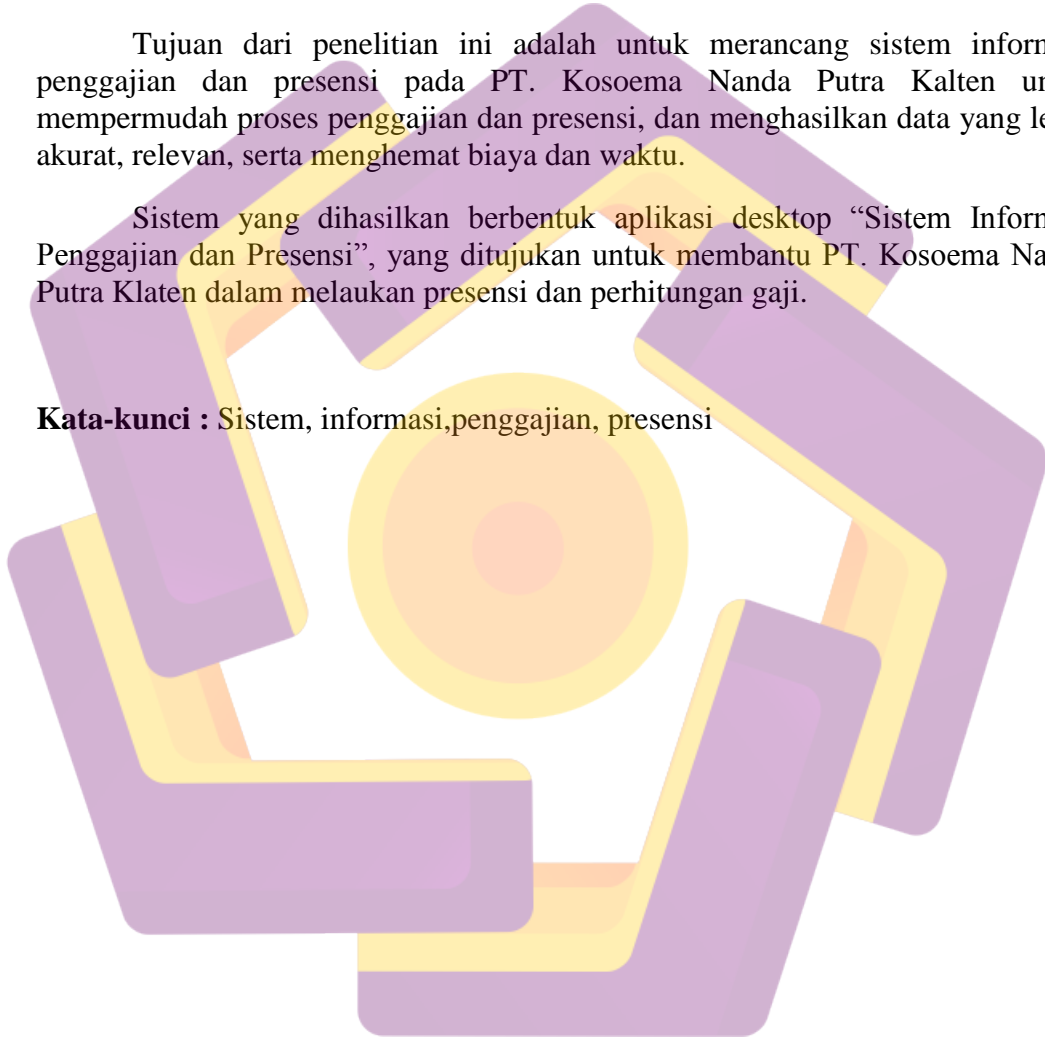 Tujuan dari penelitian ini adalah untuk merancang sistem inform
penggajian dan presensi pada PT. Kosoema Nanda Putra Kalten un
mempermudah proses penggajian dan presensi, dan menghasilkan data yang le
akurat, relevan, serta menghemat biaya dan waktu.
Sistem yang dihasilkan berbentuk aplikasi desktop “Sistem Inform
Penggajian dan Presensi”, yang ditujukan untuk membantu PT. Kosoema Na
Putra Klaten dalam melaukan presensi dan perhitungan gaji.
Kata-kunci : Sistem, informasi,penggajian, presensi